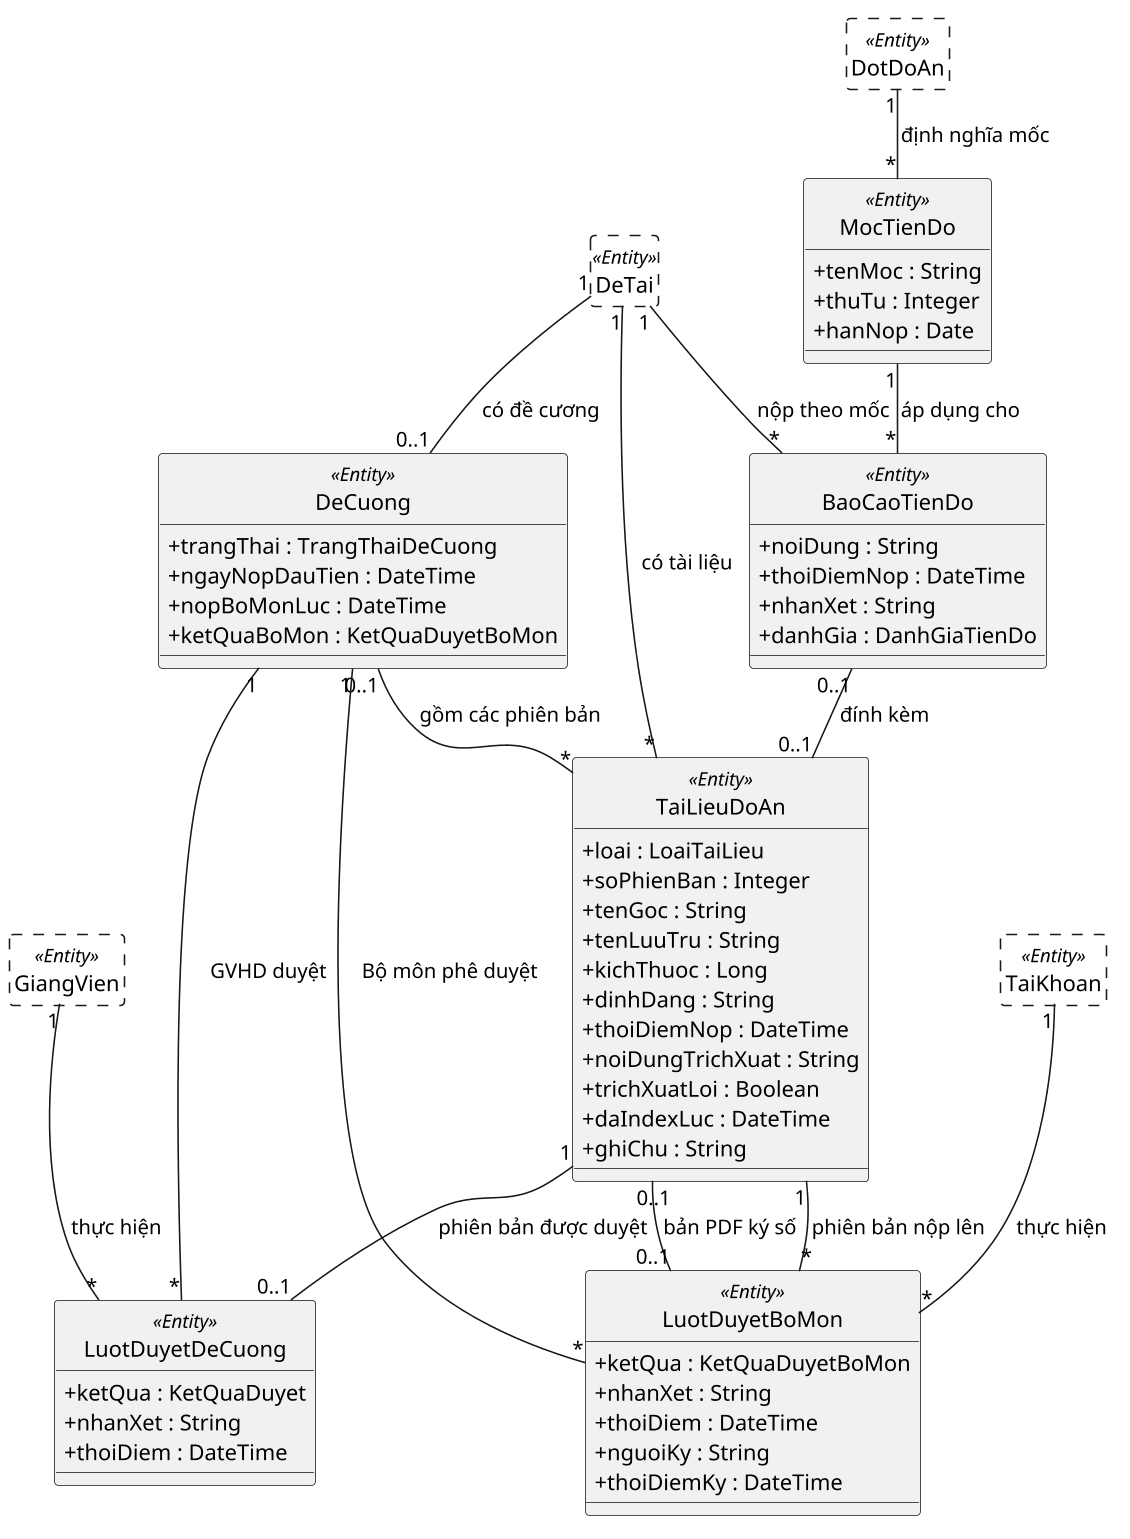 «Entity»
DotDoAn
1
định nghĩa mốc
*
«Entity»
MocTienDo
+tenMoc : String
+thuTu : Integer
+hanNop : Date
«Entity»
DeTai
1
1
1
1
có đề cương
nộp theo mốc
áp dụng cho
0..1
*
*
«Entity»
DeCuong
+trangThai : TrangThaiDeCuong
+ngayNopDauTien : DateTime
+nopBoMonLuc : DateTime
+ketQuaBoMon : KetQuaDuyetBoMon
có tài liệu
«Entity»
BaoCaoTienDo
+noiDung : String
+thoiDiemNop : DateTime
+nhanXet : String
+danhGia : DanhGiaTienDo
1
1
0..1
0..1
gồm các phiên bản
đính kèm
*
*
0..1
«Entity»
TaiLieuDoAn
+loai : LoaiTaiLieu
+soPhienBan : Integer
+tenGoc : String
+tenLuuTru : String
+kichThuoc : Long
+dinhDang : String
+thoiDiemNop : DateTime
+noiDungTrichXuat : String
+trichXuatLoi : Boolean
+daIndexLuc : DateTime
+ghiChu : String
«Entity»
GiangVien
1
GVHD duyệt
Bộ môn phê duyệt
«Entity»
TaiKhoan
1
1
0..1
1
thực hiện
phiên bản được duyệt
bản PDF ký số
phiên bản nộp lên
thực hiện
*
*
0..1
0..1
*
*
*
«Entity»
LuotDuyetDeCuong
+ketQua : KetQuaDuyet
+nhanXet : String
+thoiDiem : DateTime
«Entity»
LuotDuyetBoMon
+ketQua : KetQuaDuyetBoMon
+nhanXet : String
+thoiDiem : DateTime
+nguoiKy : String
+thoiDiemKy : DateTime